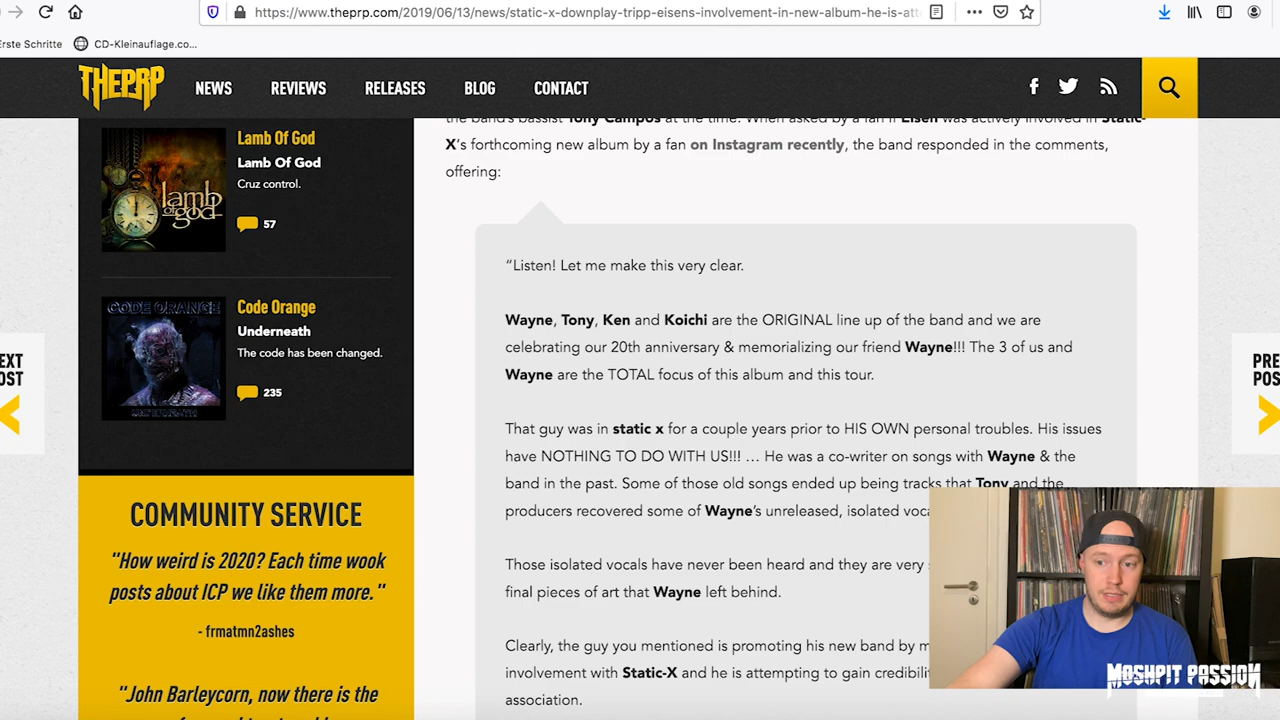 https://www.theprp.com/2019/06/13/news/static-x-downplay-tripp-eisens-involvement-in-new-album-he-is-atte
Erste Schritte
CD-Kleinauflage.co...
THEPRP
NEWS
REVIEWS
RELEASES
BLOG
CONTACT
the band's bassist Tony Campos at the time. When asked by a fan if Eisen was actively involved in Static-
X's forthcoming new album by a fan on Instagram recently, the band responded in the comments,
offering:
Lamb Of God
Lamb Of God
Cruz control.
57
lamb of god
Code Orange
Underneath
The code has been changed.
235
CODE ORANGE
UNDERNEATH
EXT
OST
PRE
POS
"Listen! Let me make this very clear.
Wayne, Tony, Ken and Koichi are the ORIGINAL line up of the band and we are
celebrating our 20th anniversary & memorializing our friend Wayne!!! The 3 of us and
Wayne are the TOTAL focus of this album and this tour.
That guy was in static x for a couple years prior to HIS OWN personal troubles. His issues
have NOTHING TO DO WITH US!!! … He was a co-writer on songs with Wayne & the
band in the past. Some of those old songs ended up being tracks that Tony and the
producers recovered some of Wayne's unreleased, isolated voca
Those isolated vocals have never been heard and they are very
final pieces of art that Wayne left behind.
Clearly, the guy you mentioned is promoting his new band by m
involvement with Static-X and he is attempting to gain credibili
association.
COMMUNITY SERVICE
"How weird is 2020? Each time wook
posts about ICP we like them more."
- frmatmn2ashes
"John Barleycorn, now there is the
MOSHPIT PASSION